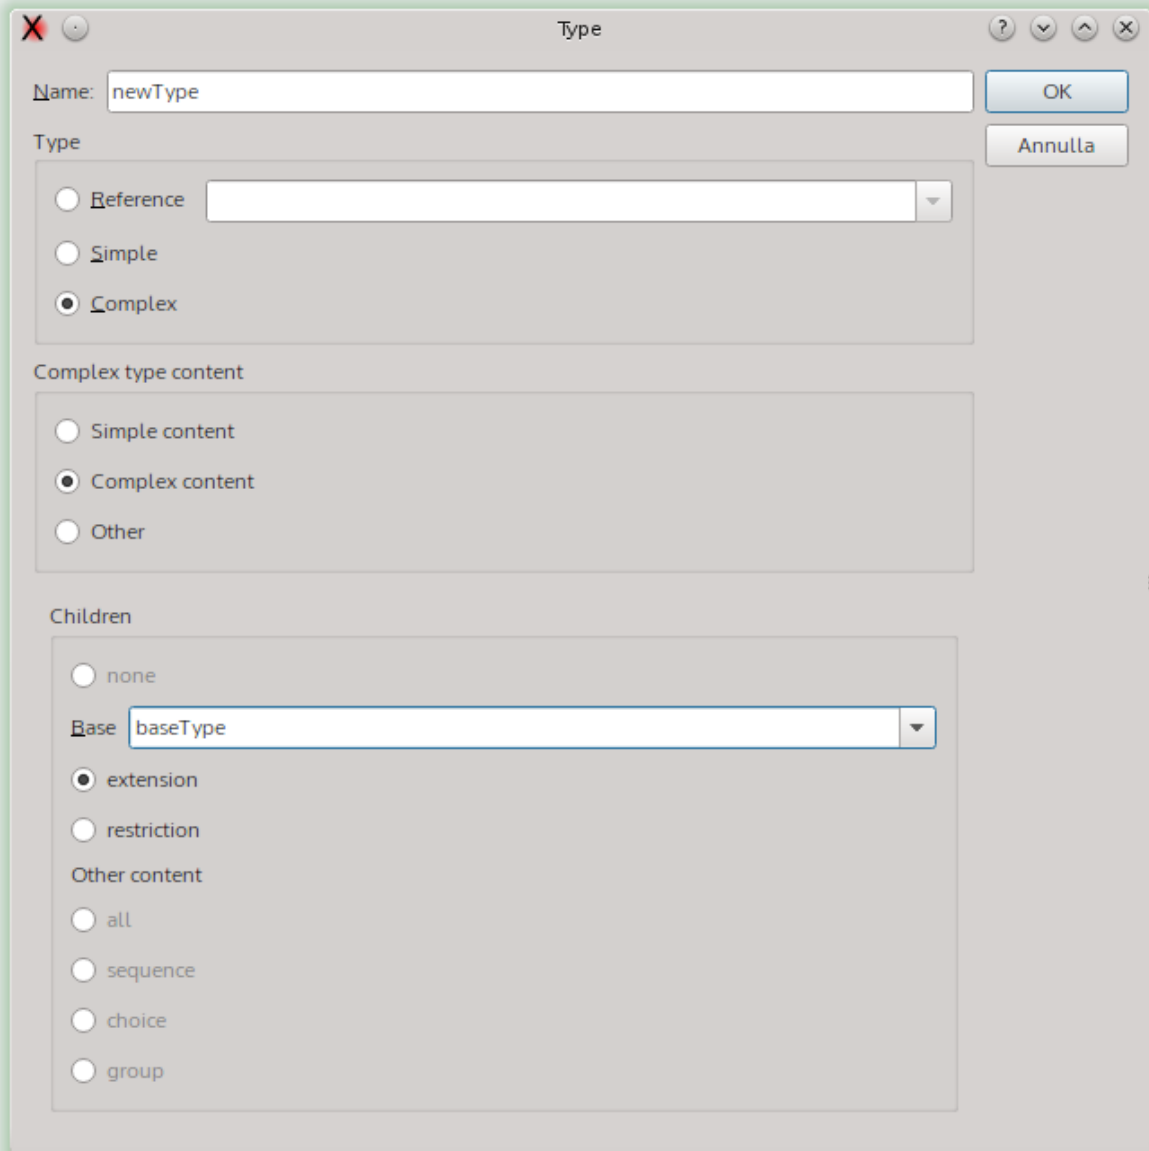 Type
Name: newType OK
Type Annulla
Reference
Simple
Complex
Complex type content
Simple content
Complex content
Other
Children
none
Base baseType
extension
restriction
Other content
all
sequence
choice
group